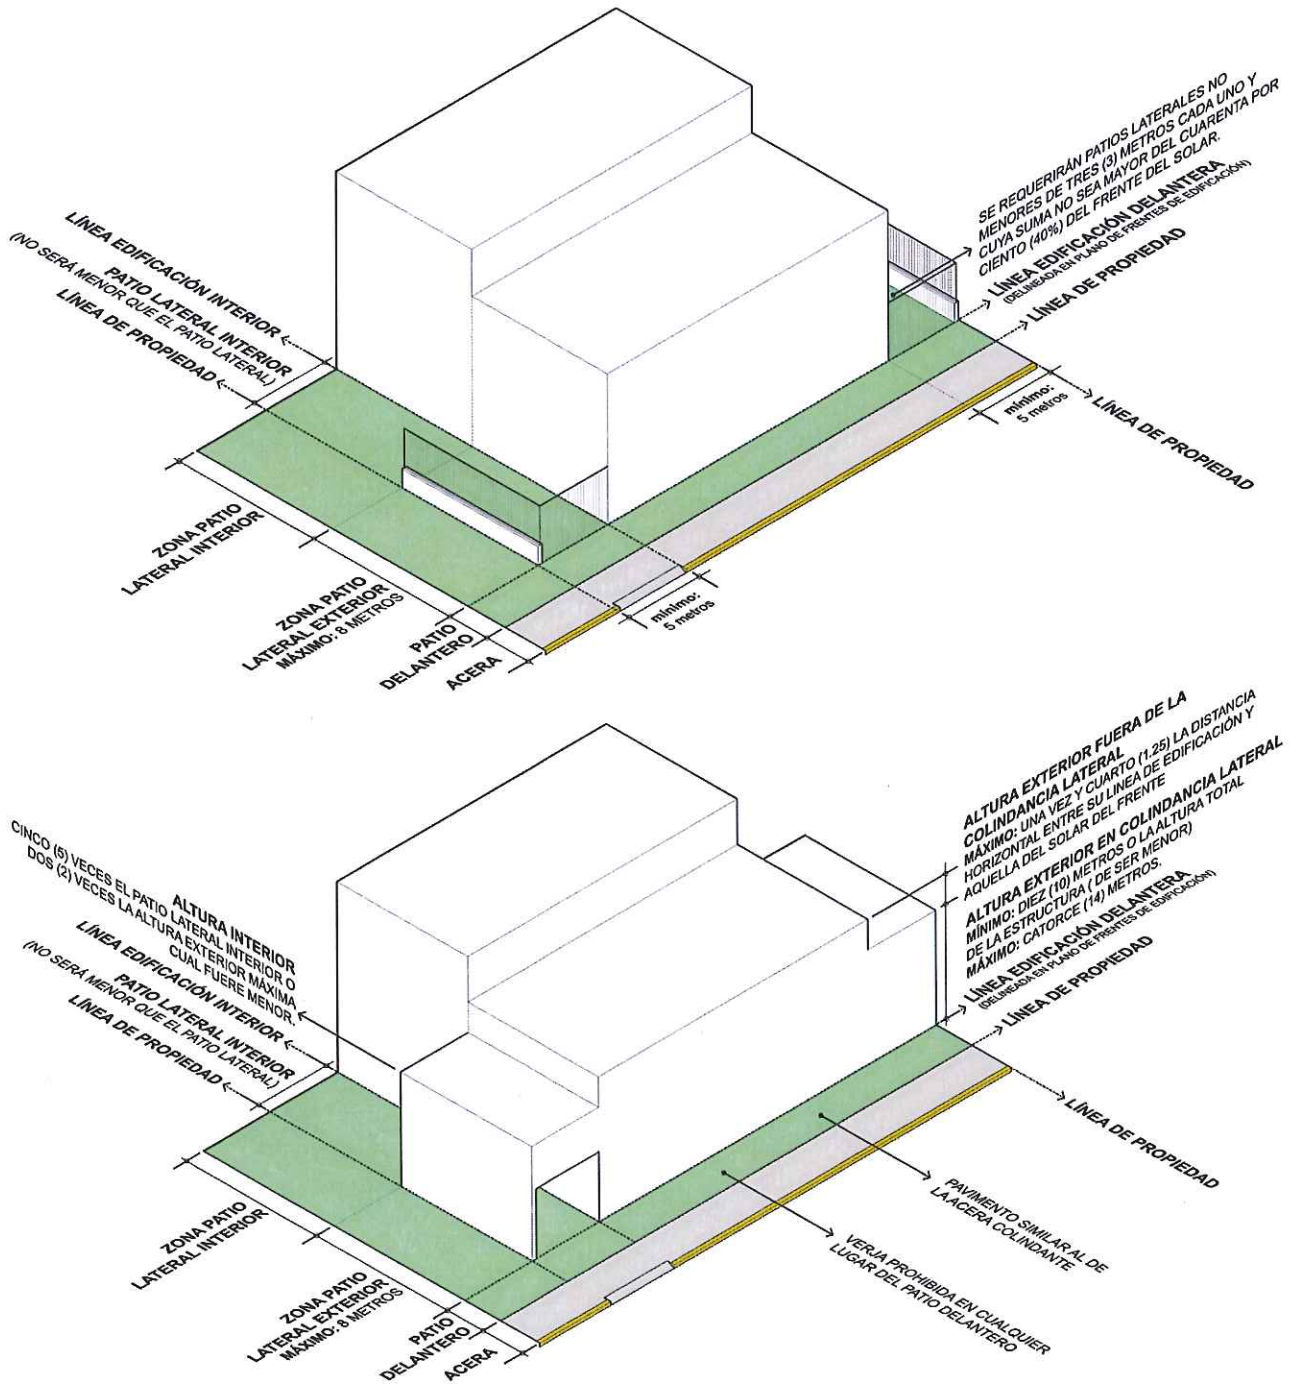 SE REQUERIRÁN PATIOS LATERALES NO
MENORES DE TRES (3) METROS CADA UNO Y
CUYA SUMA NO SEA MAYOR DEL CUARENTA POR
CIENTO (40%) DEL FRENTE DEL SOLAR.
LÍNEA EDIFICACIÓN DELANTERA
(DELINEADA EN PLANO DE FRENTES DE EDIFICACIÓN)
LÍNEA DE PROPIEDAD
LÍNEA EDIFICACIÓN INTERIOR
PATIO LATERAL INTERIOR
(NO SERÁ MENOR QUE EL PATIO LATERAL)
LÍNEA DE PROPIEDAD
mínimo:
5 metros
LÍNEA DE PROPIEDAD
ZONA PATIO
LATERAL INTERIOR
ZONA PATIO
LATERAL EXTERIOR
MÁXIMO: 8 METROS
PATIO
DELANTERO
ACERA
mínimo:
5 metros
ALTURA EXTERIOR FUERA DE LA
COLINDANCIA LATERAL
MÁXIMO: UNA VEZ Y CUARTO (1.25) LA DISTANCIA
HORIZONTAL ENTRE SU LINEA DE EDIFICACIÓN Y
AQUELLA DEL SOLAR DEL FRENTE
ALTURA EXTERIOR EN COLINDANCIA LATERAL
MÍNIMO: DIEZ (10) METROS O LA ALTURA TOTAL
DE LA ESTRUCTURA ( DE SER MENOR)
MÁXIMO: CATORCE (14) METROS.
LÍNEA EDIFICACIÓN DELANTERA
(DELINEADA EN PLANO DE FRENTES DE EDIFICACIÓN)
LÍNEA DE PROPIEDAD
ALTURA INTERIOR
CINCO (5) VECES EL PATIO LATERAL INTERIOR O
DOS (2) VECES LA ALTURA EXTERIOR MÁXIMA
CUAL FUERE MENOR.
LÍNEA EDIFICACIÓN INTERIOR
PATIO LATERAL INTERIOR
(NO SERÁ MENOR QUE EL PATIO LATERAL)
LÍNEA DE PROPIEDAD
LÍNEA DE PROPIEDAD
PAVIMENTO SIMILAR AL DE
LA ACERA COLINDANTE
VERJA PROHIBIDA EN CUALQUIER
LUGAR DEL PATIO DELANTERO
ZONA PATIO
LATERAL INTERIOR
ZONA PATIO
LATERAL EXTERIOR
MÁXIMO: 8 METROS
PATIO
DELANTERO
ACERA